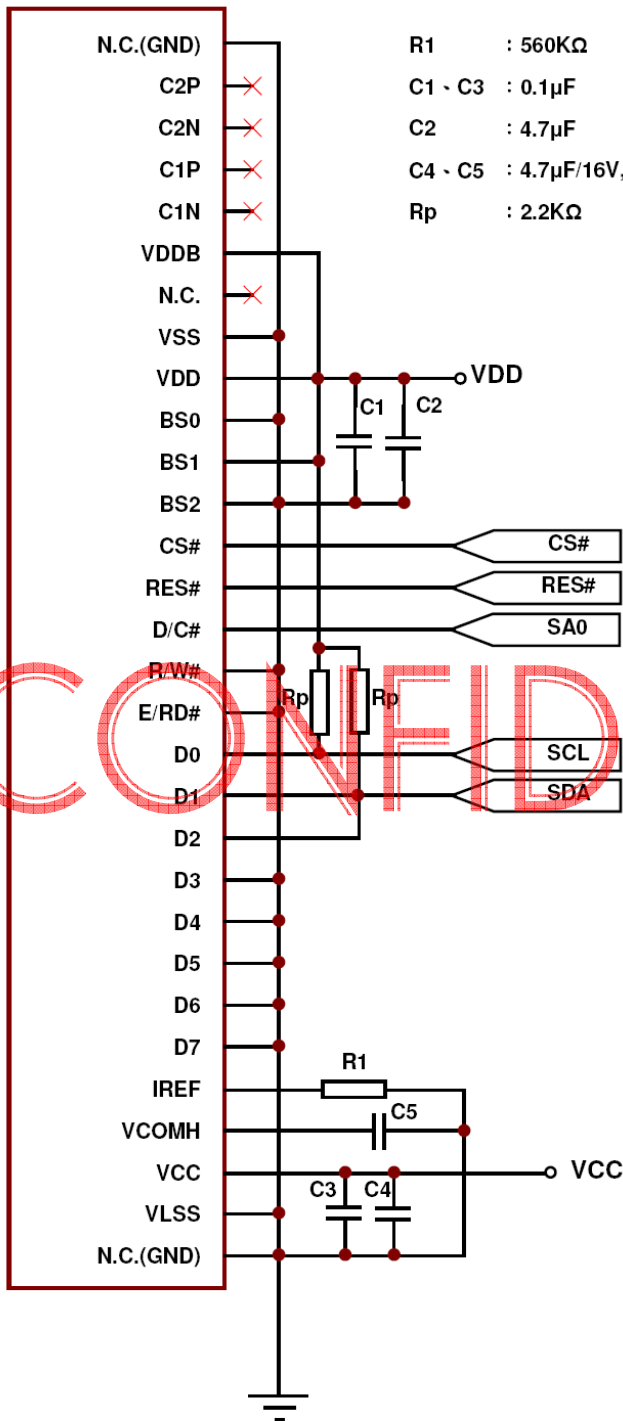 N.C.(GND)
C2P
C2N
C1P
C1N
VDDB
N.C.
VSS
VDD
BS0
BS1
BS2
CS#
RES#
D/C#
R/W#
E/RD#
D0
D1
D2
D3
D4
D5
D6
D7
IREF
VCOMH
VCC
VLSS
N.C.(GND)
R1 : 560KΩ
C1、C3 : 0.1µF
C2 : 4.7µF
C4、C5 : 4.7µF/16V,
Rp : 2.2KΩ
VDD
C1
C2
CS#
RES#
SA0
Rp
Rp
SCL
SDA
R1
C5
C3
C4
VCC
CONFID